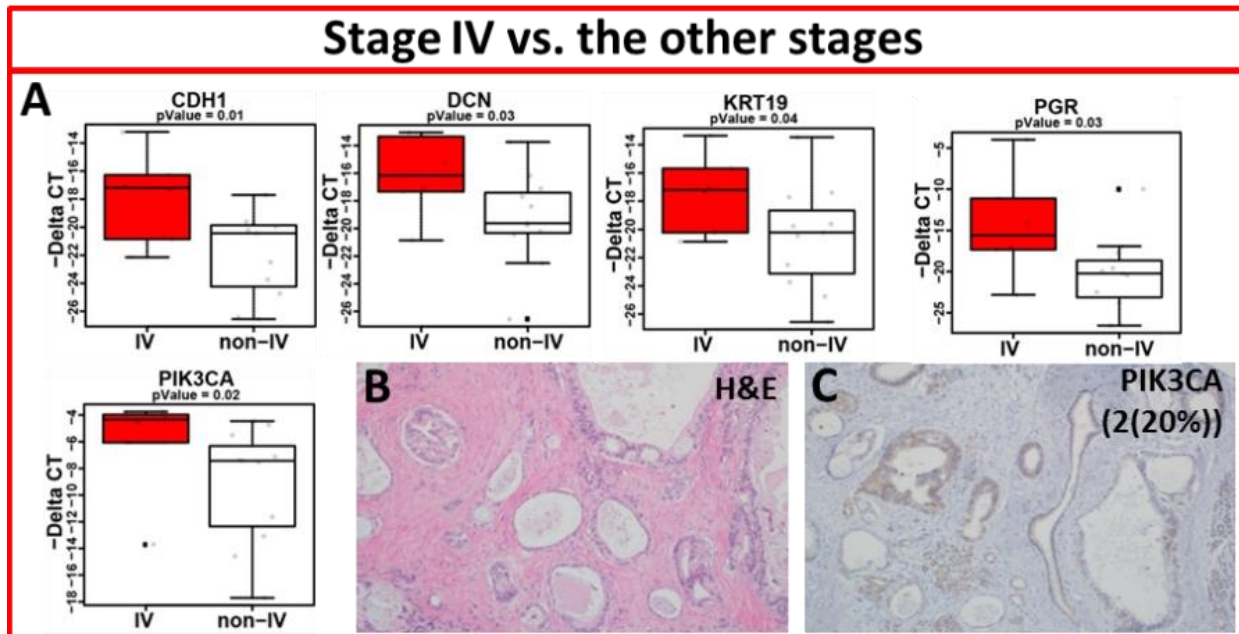 Stage IV vs. the other stages
A
CDH1
pValue = 0.01
−Delta CT
−14
−16
−18
−20
−22
−24
−26
IV
non−IV
DCN
pValue = 0.03
−Delta CT
−14
−16
−18
−20
−22
−24
−26
IV
non−IV
KRT19
pValue = 0.04
−Delta CT
−14
−16
−18
−20
−22
−24
−26
IV
non−IV
PGR
pValue = 0.03
−Delta CT
−5
−10
−15
−20
−25
IV
non−IV
PIK3CA
pValue = 0.02
−Delta CT
−4
−6
−8
−10
−12
−14
−16
−18
IV
non−IV
B
H&E
C
PIK3CA
(2(20%))